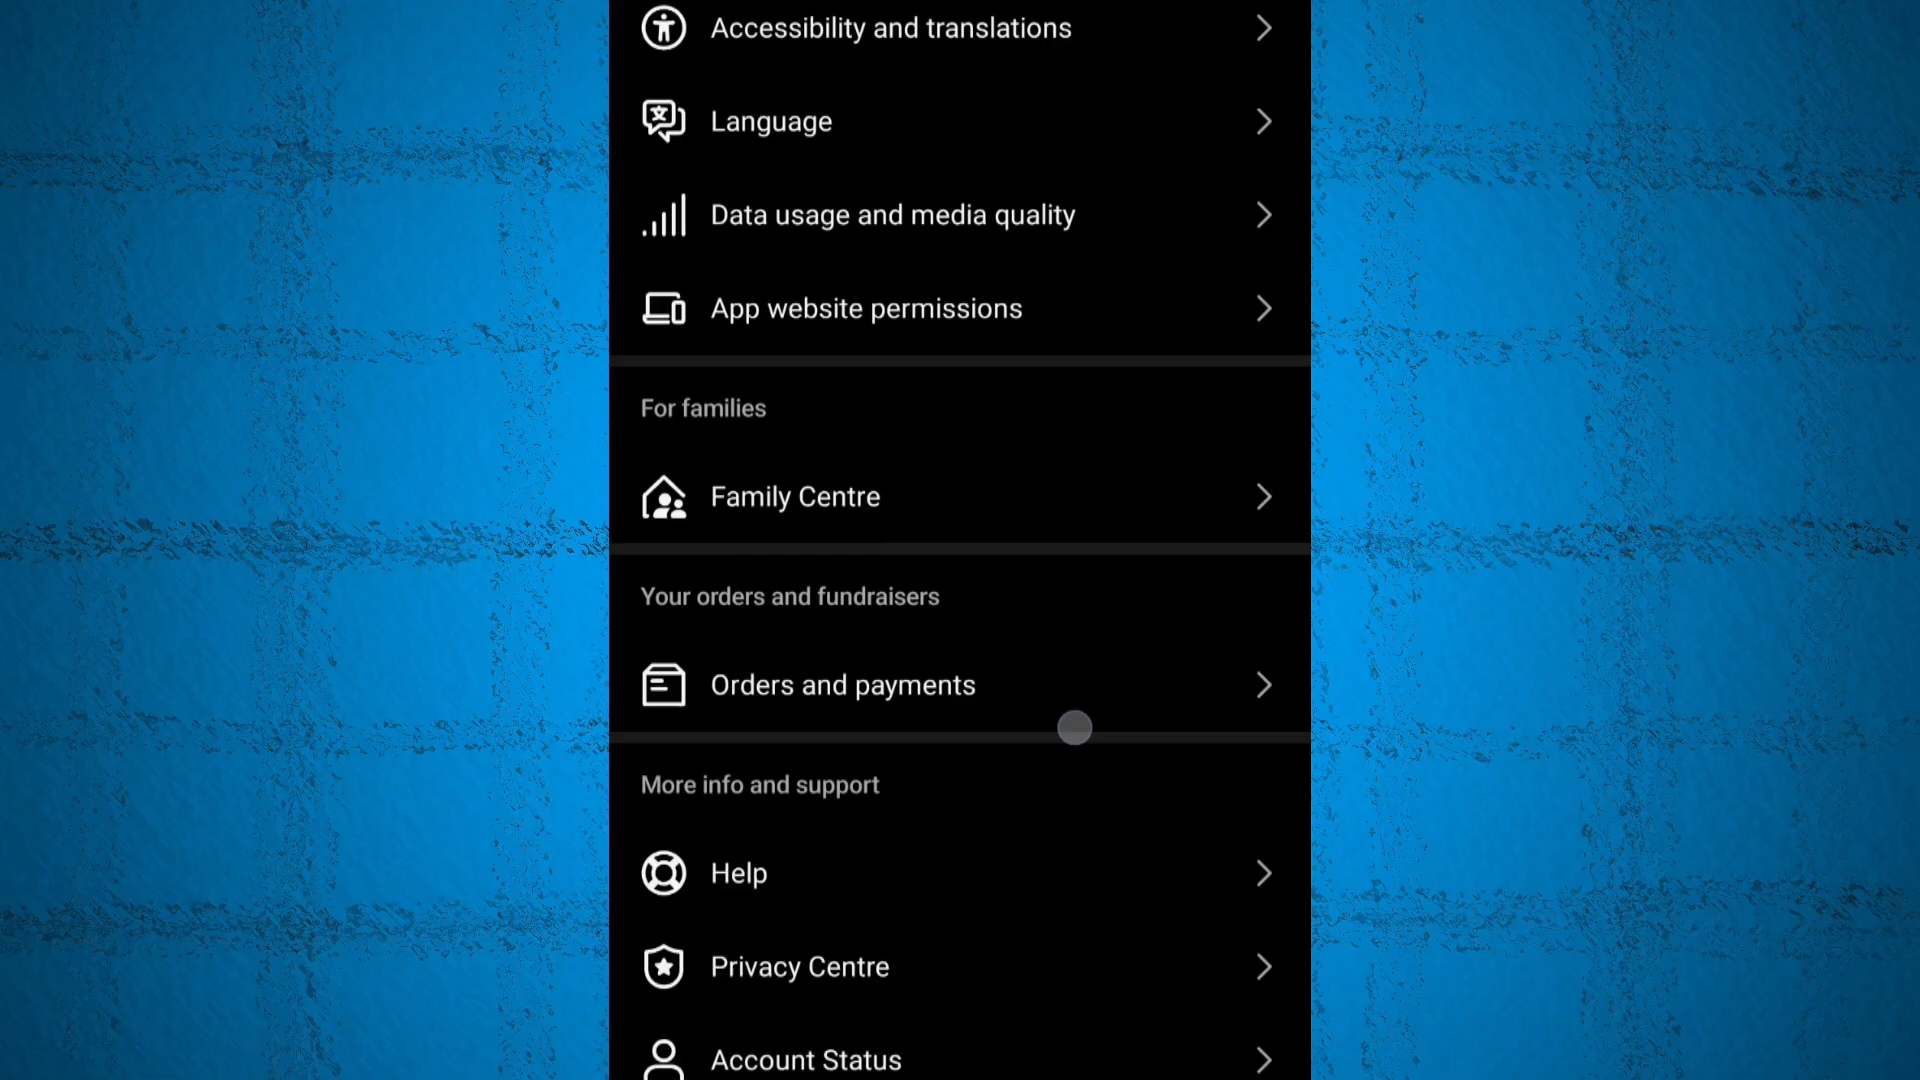 Accessibility and translations
Language
Data usage and media quality
App website permissions
For families
Family Centre
Your orders and fundraisers
Orders and payments
More info and support
Help
Privacy Centre
Account Status